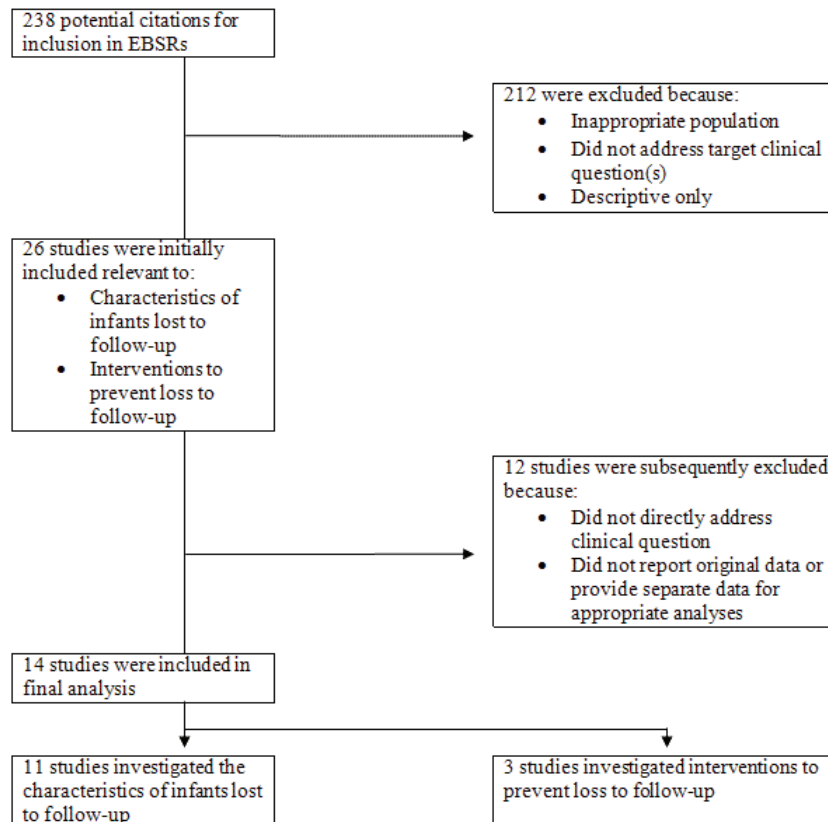 238 potential citations for
inclusion in EBSRs
212 were excluded because:
• Inappropriate population
• Did not address target clinical
question(s)
• Descriptive only
26 studies were initially
included relevant to:
• Characteristics of
infants lost to
follow-up
• Interventions to
prevent loss to
follow-up
12 studies were subsequently excluded
because:
• Did not directly address
clinical question
• Did not report original data or
provide separate data for
appropriate analyses
14 studies were included in
final analysis
11 studies investigated the
characteristics of infants lost
to follow-up
3 studies investigated interventions to
prevent loss to follow-up